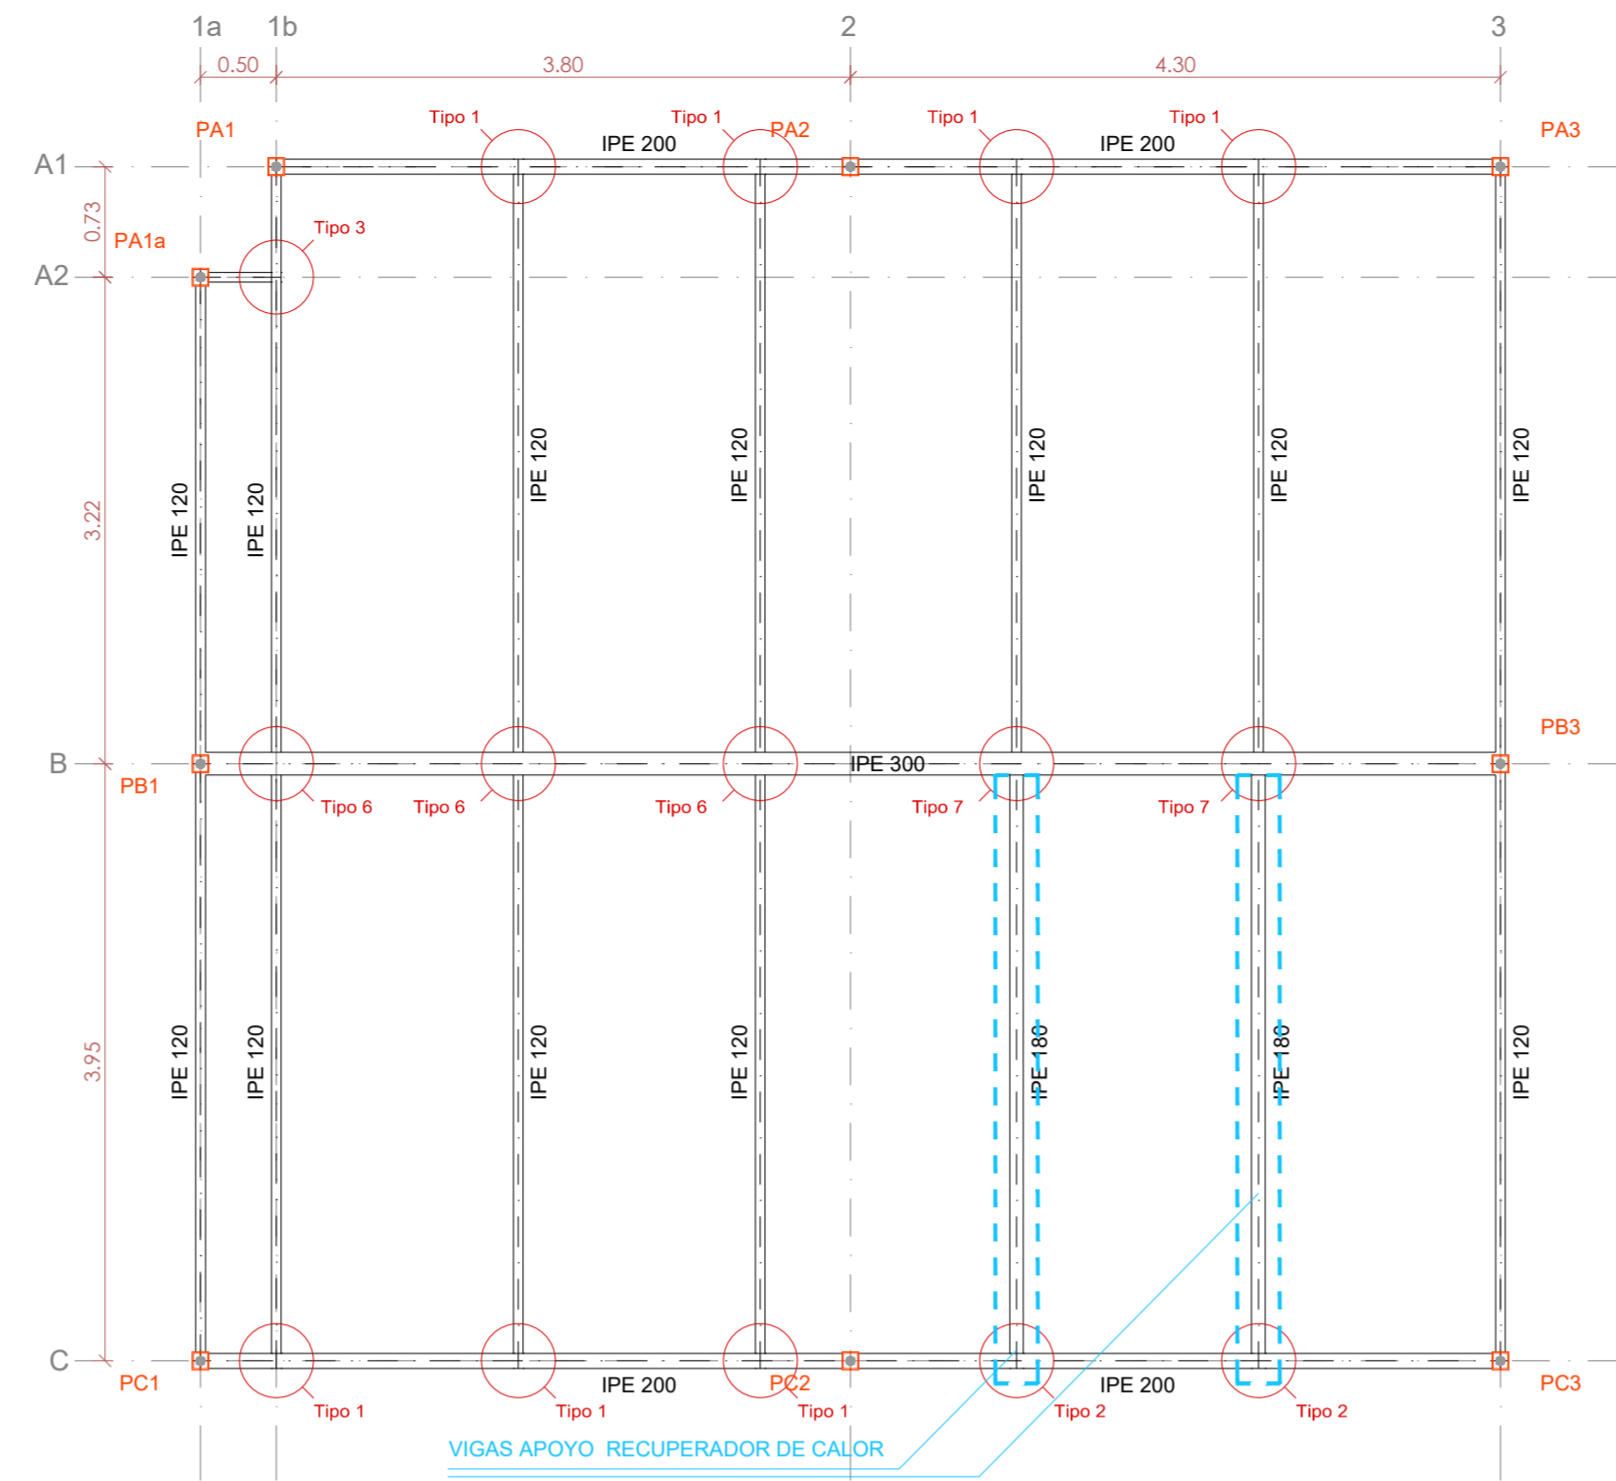 1a 1b 2 3
0.50 3.80 4.30
Tipo 1 Tipo 1 Tipo 1 Tipo 1
PA1 PA2 PA3
IPE 200 IPE 200
A1
0.73
Tipo 3
PA1a
A2
IPE 120 IPE 120 IPE 120 IPE 120 IPE 120
3.22
IPE 120 IPE 120
PB3
B
IPE 300
PB1
Tipo 6 Tipo 6 Tipo 6 Tipo 7 Tipo 7
3.95
IPE 120 IPE 120 IPE 120 IPE 120 IPE 180 IPE 180 IPE 120
C
PC1 PC2 PC3
IPE 200 IPE 200
Tipo 1 Tipo 1 Tipo 1 Tipo 2 Tipo 2
VIGAS APOYO RECUPERADOR DE CALOR